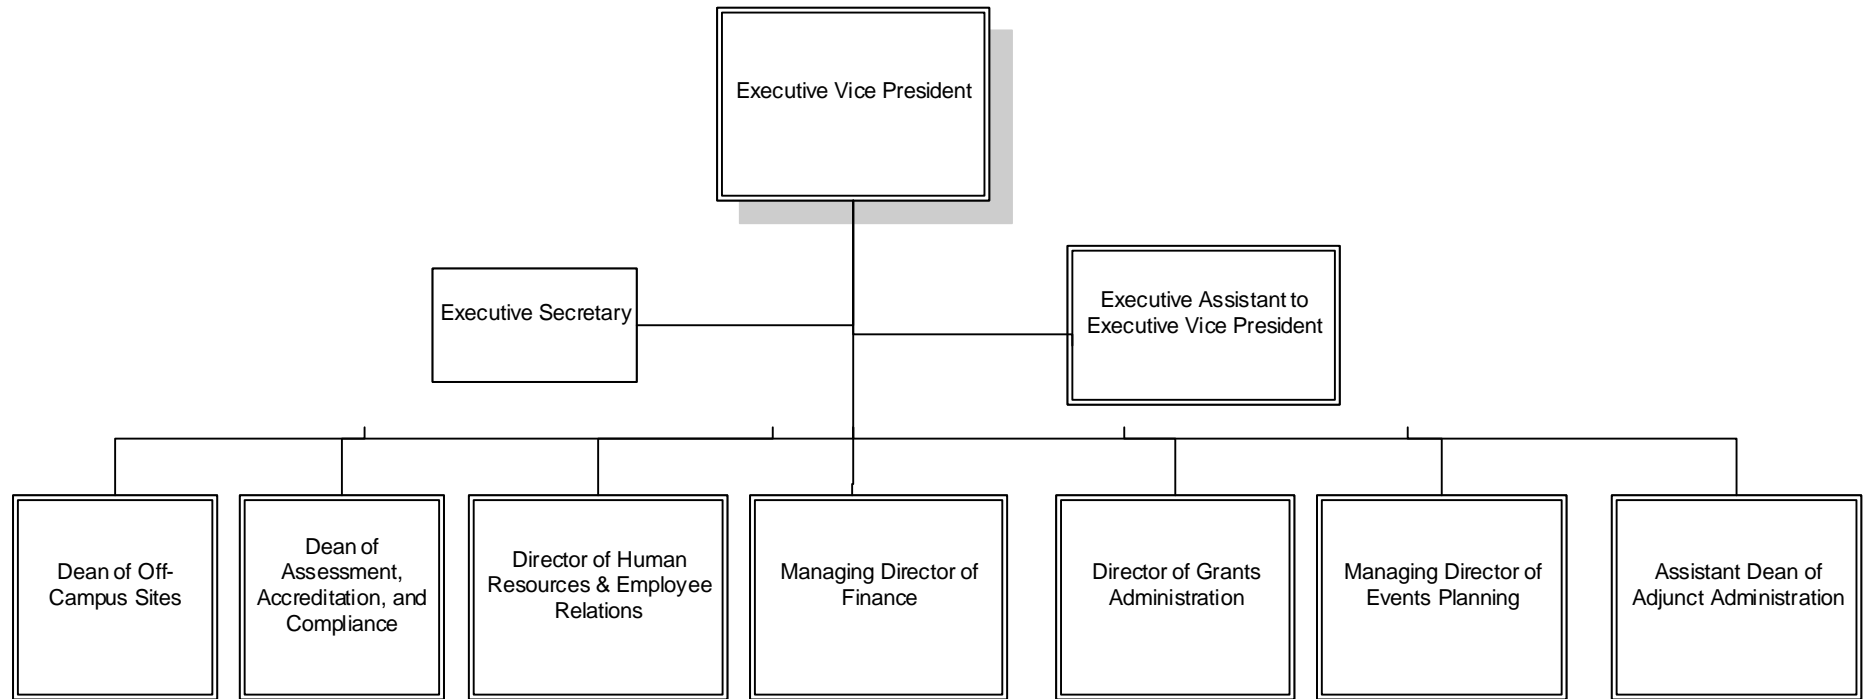 Executive Vice President
Executive Secretary
Executive Assistant to
Executive Vice President
Dean of Off-
Campus Sites
Dean of
Assessment,
Accreditation, and
Compliance
Director of Human
Resources & Employee
Relations
Managing Director of
Finance
Director of Grants
Administration
Managing Director of
Events Planning
Assistant Dean of
Adjunct Administration